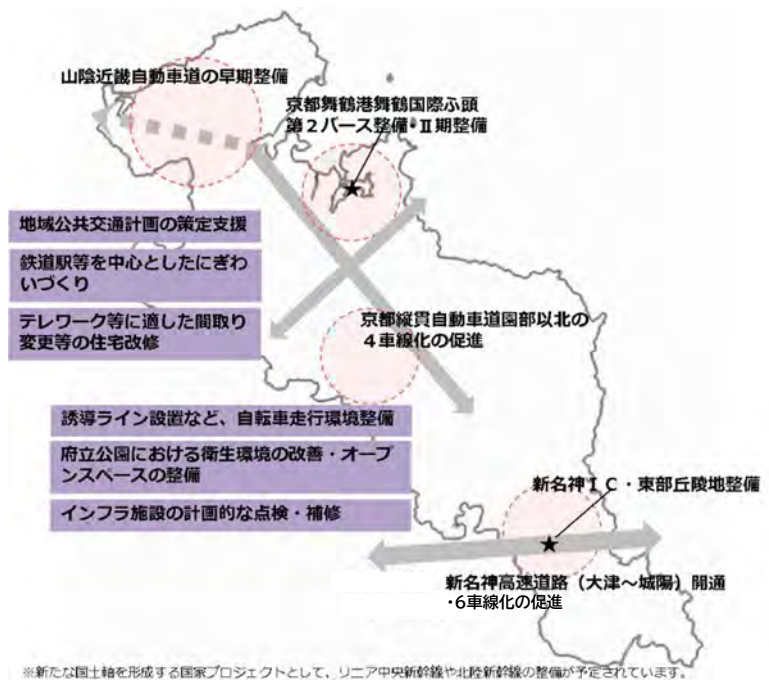 山陰近畿自動車道の早期整備
京都舞鶴港舞鶴国際ふ頭
第２バース整備・Ⅱ期整備
地域公共交通計画の策定支援
鉄道駅等を中心としたにぎわ
いづくり
テレワーク等に適した間取り
変更等の住宅改修
京都縦貫自動車道園部以北の
４車線化の促進
誘導ライン設置など、自転車走行環境整備
府立公園における衛生環境の改善・オープ
ンスペースの整備
インフラ施設の計画的な点検・補修
新名神ＩＣ・東部丘陵地整備
新名神高速道路（大津～城陽）開通
・6車線化の促進
※新たな国土軸を形成する国家プロジェクトとして、リニア中央新幹線や北陸新幹線の整備が予定されています。